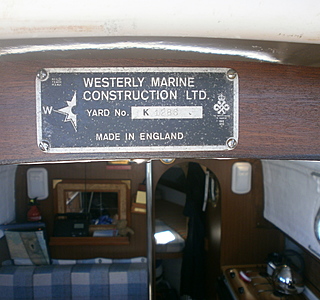 WESTERLY MARINE
CONSTRUCTION LTD.
W
YARD No. K
MADE IN ENGLAND